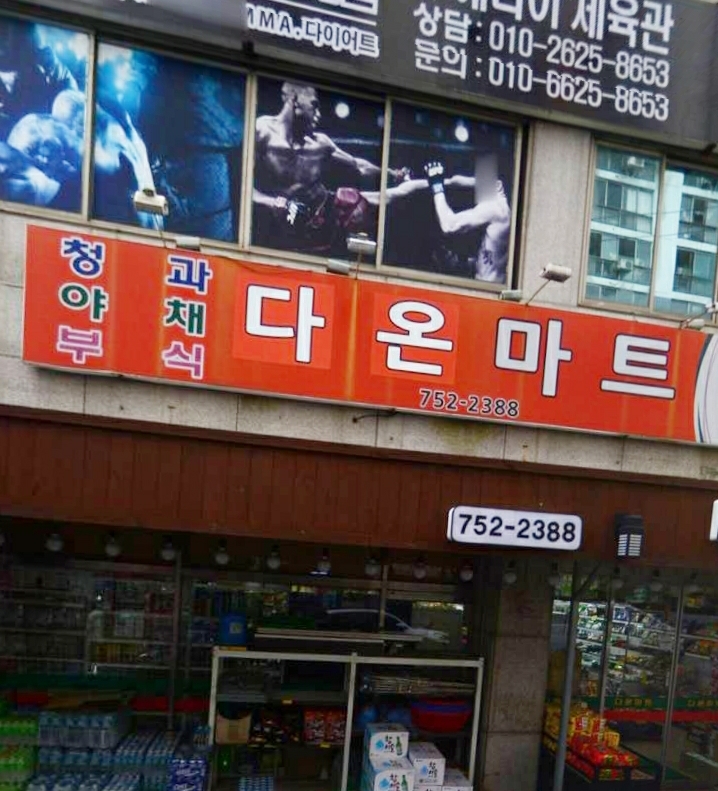 MMA.다이어트
체육관
상담:010-2625-8653
문의:010-6625-8653
청과
야채
부식
다온마트
752-2388
752-2388